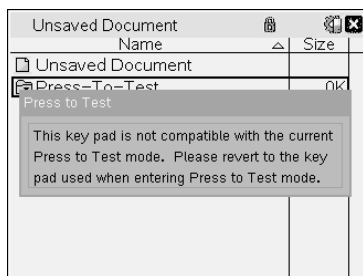 Unsaved Document
Name Size
Unsaved Document
Press-To-Test 0K
Press to Test
This key pad is not compatible with the current
Press to Test mode. Please revert to the key
pad used when entering Press to Test mode.